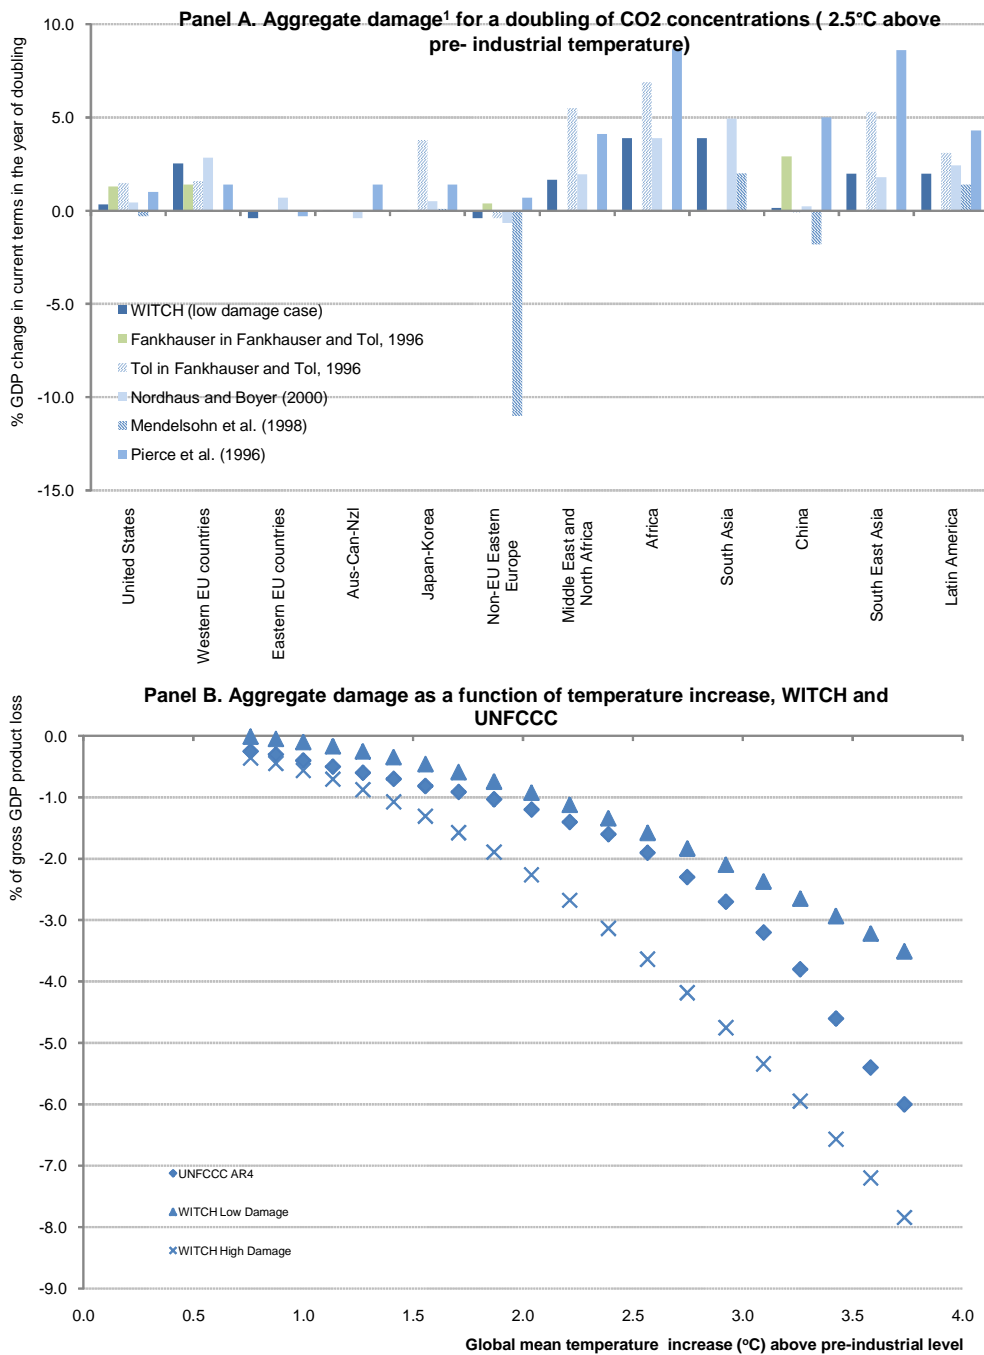 Panel A. Aggregate damage¹ for a doubling of CO2 concentrations ( 2.5°C above
pre- industrial temperature)
% GDP change in current terms in the year of doubling
10.0
5.0
0.0
-5.0
-10.0
-15.0
WITCH (low damage case)
Fankhauser in Fankhauser and Tol, 1996
Tol in Fankhauser and Tol, 1996
Nordhaus and Boyer (2000)
Mendelsohn et al. (1998)
Pierce et al. (1996)
United States
Western EU countries
Eastern EU countries
Aus-Can-Nzl
Japan-Korea
Non-EU Eastern
Europe
Middle East and
North Africa
Africa
South Asia
China
South East Asia
Latin America
Panel B. Aggregate damage as a function of temperature increase, WITCH and
UNFCCC
% of gross GDP product loss
0.0
-1.0
-2.0
-3.0
-4.0
-5.0
-6.0
-7.0
-8.0
-9.0
UNFCCC AR4
WITCH Low Damage
WITCH High Damage
0.0 0.5 1.0 1.5 2.0 2.5 3.0 3.5 4.0
Global mean temperature increase (°C) above pre-industrial level